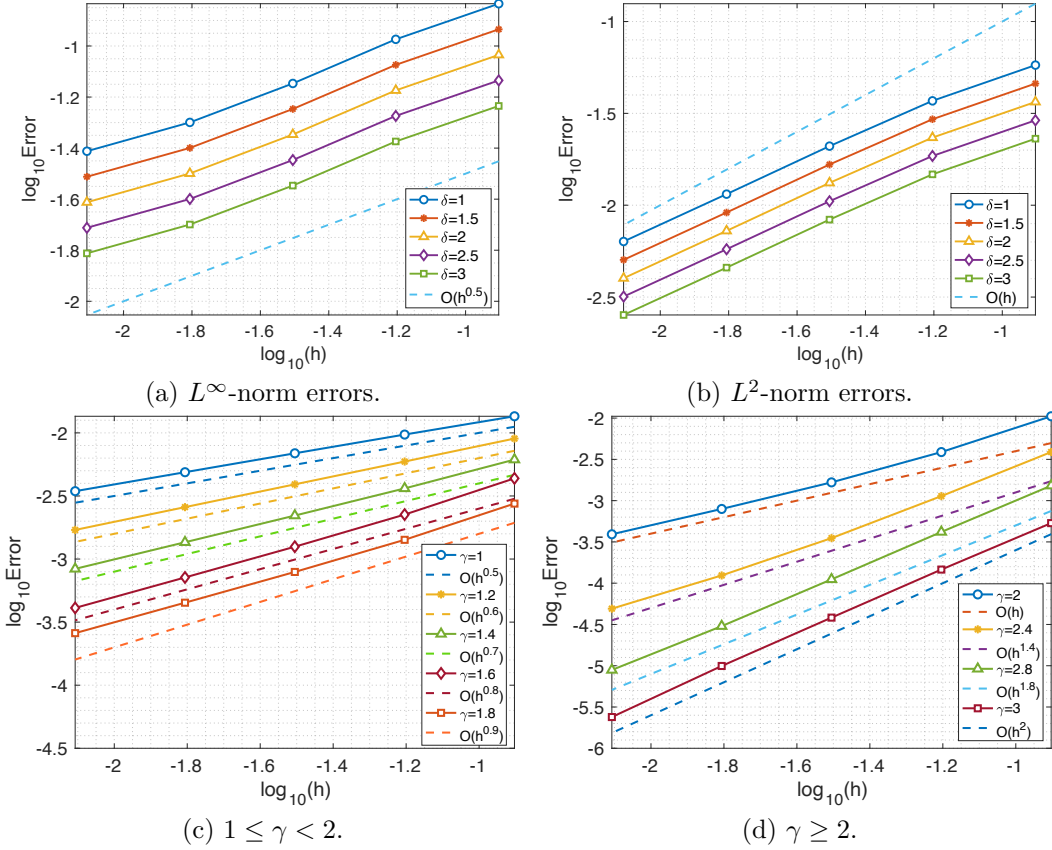 -1
-1.2
-1.4
-1.6
-1.8
-2
log10Error
δ=1
δ=1.5
δ=2
δ=2.5
δ=3
O(h^0.5)
-2 -1.8 -1.6 -1.4 -1.2 -1
log10(h)
(a) L^∞-norm errors.
-1
-1.5
-2
-2.5
log10Error
δ=1
δ=1.5
δ=2
δ=2.5
δ=3
O(h)
-2 -1.8 -1.6 -1.4 -1.2 -1
log10(h)
(b) L^2-norm errors.
-2
-2.5
-3
-3.5
-4
-4.5
log10Error
γ=1
O(h^0.5)
γ=1.2
O(h^0.6)
γ=1.4
O(h^0.7)
γ=1.6
O(h^0.8)
γ=1.8
O(h^0.9)
-2 -1.8 -1.6 -1.4 -1.2 -1
log10(h)
(c) 1 ≤ γ < 2.
-2
-2.5
-3
-3.5
-4
-4.5
-5
-5.5
-6
log10Error
γ=2
O(h)
γ=2.4
O(h^1.4)
γ=2.8
O(h^1.8)
γ=3
O(h^2)
-2 -1.8 -1.6 -1.4 -1.2 -1
log10(h)
(d) γ ≥ 2.